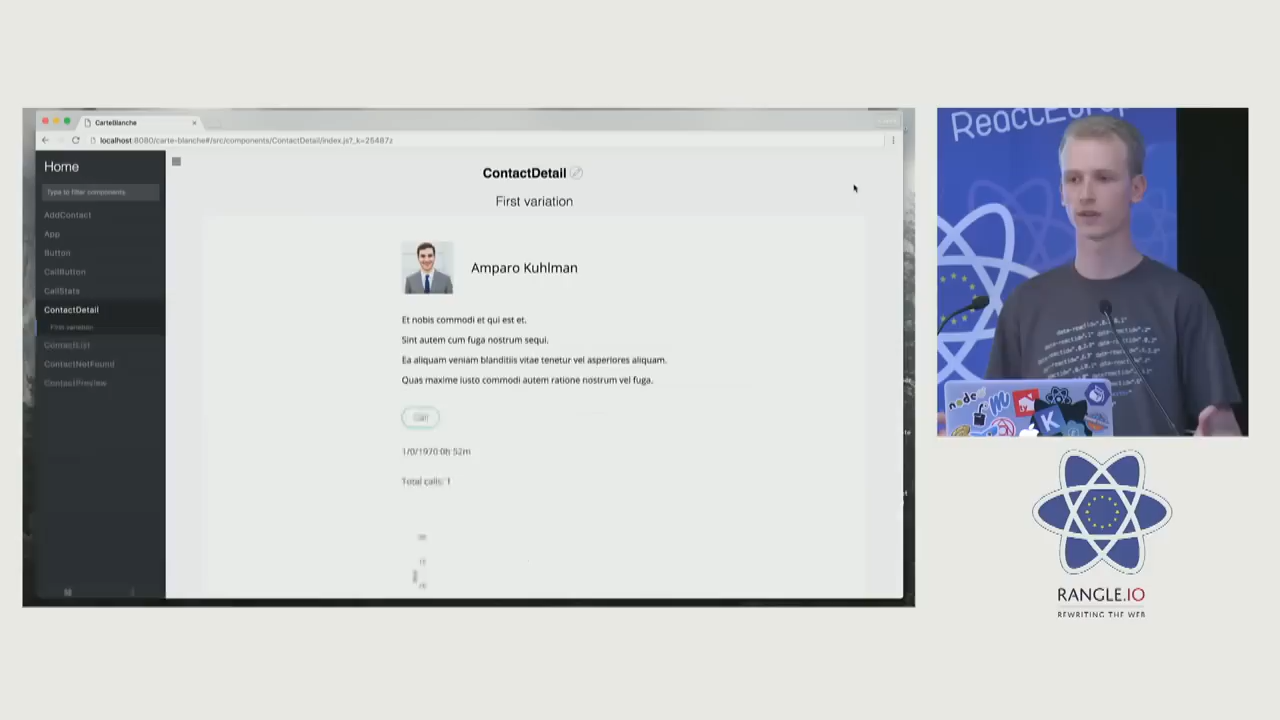 CarteBlanche
localhost:8080/carte-blanche#/src/components/ContactDetail/index.js?_k=25487z
Home
Type to filter components
AddContact
App
Button
CallButton
CallStats
ContactDetail
First variation
ContactList
ContactNotFound
ContactPreview
ContactDetail
First variation
Amparo Kuhlman
Et nobis commodi et qui est et.
Sint autem cum fuga nostrum sequi.
Ea aliquam veniam blanditiis vitae tenetur vel asperiores aliquam.
Quas maxime iusto commodi autem ratione nostrum vel fuga.
Call
1/0/1970 0h 52m
Total calls: 1
ReactEurop
node
K
RANGLE.IO
REWRITING THE WEB